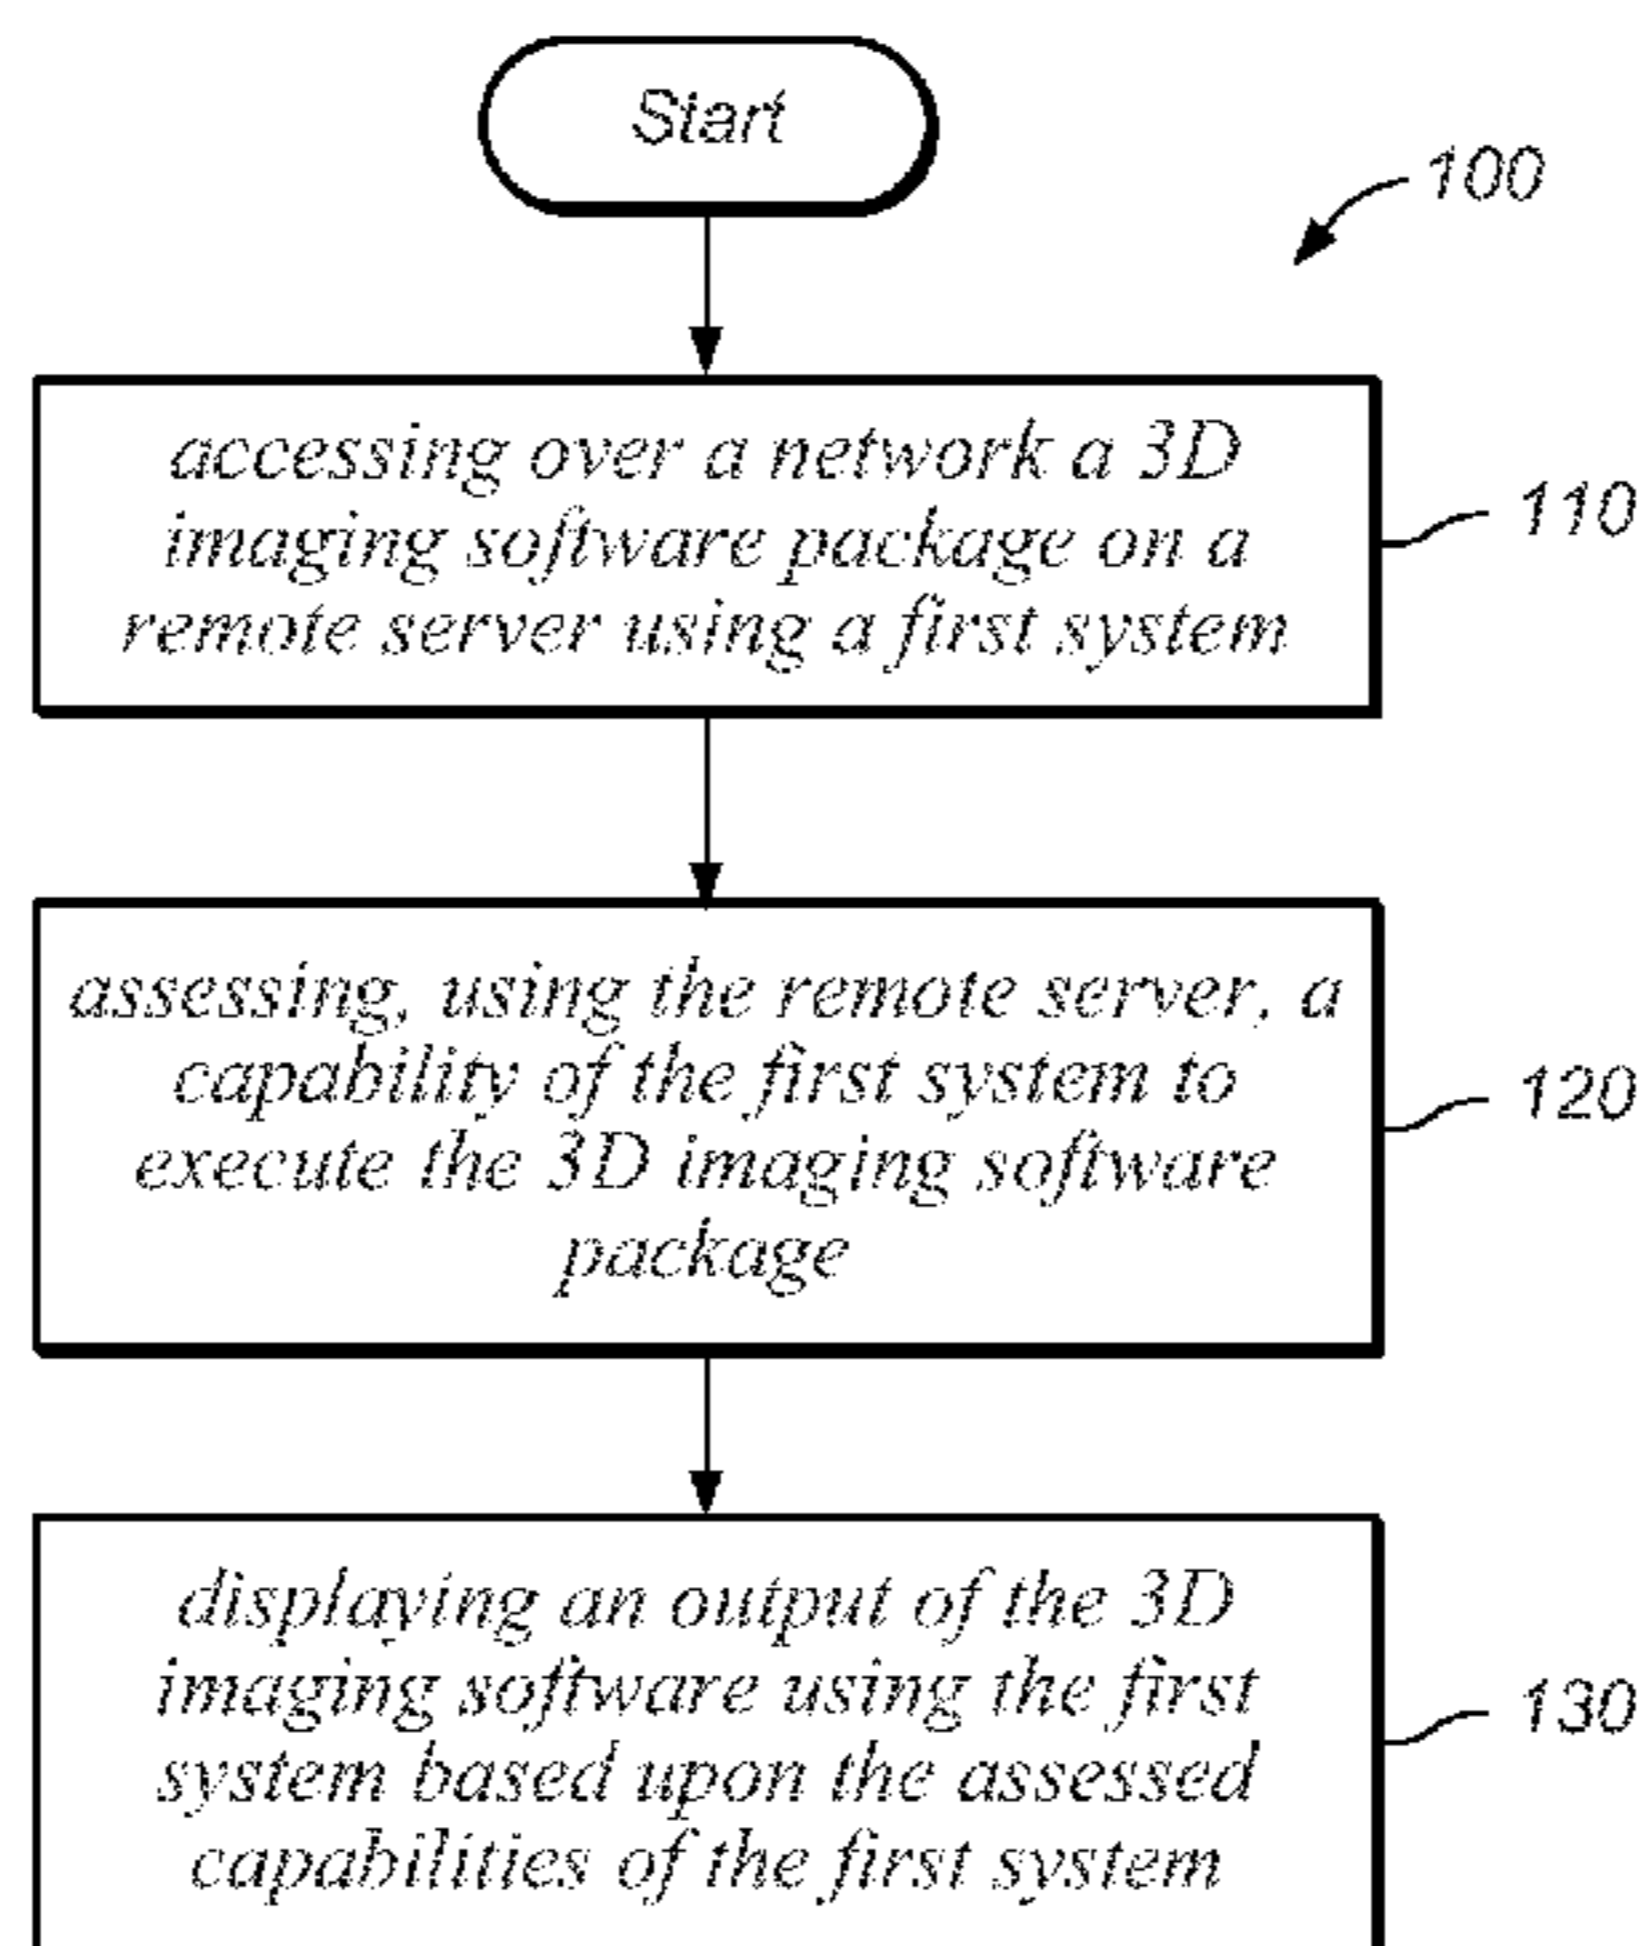 Start
100
accessing over a network a 3D
imaging software package on a
remote server using a first system
110
assessing, using the remote server, a
capability of the first system to
execute the 3D imaging software
package
120
displaying an output of the 3D
imaging software using the first
system based upon the assessed
capabilities of the first system
130